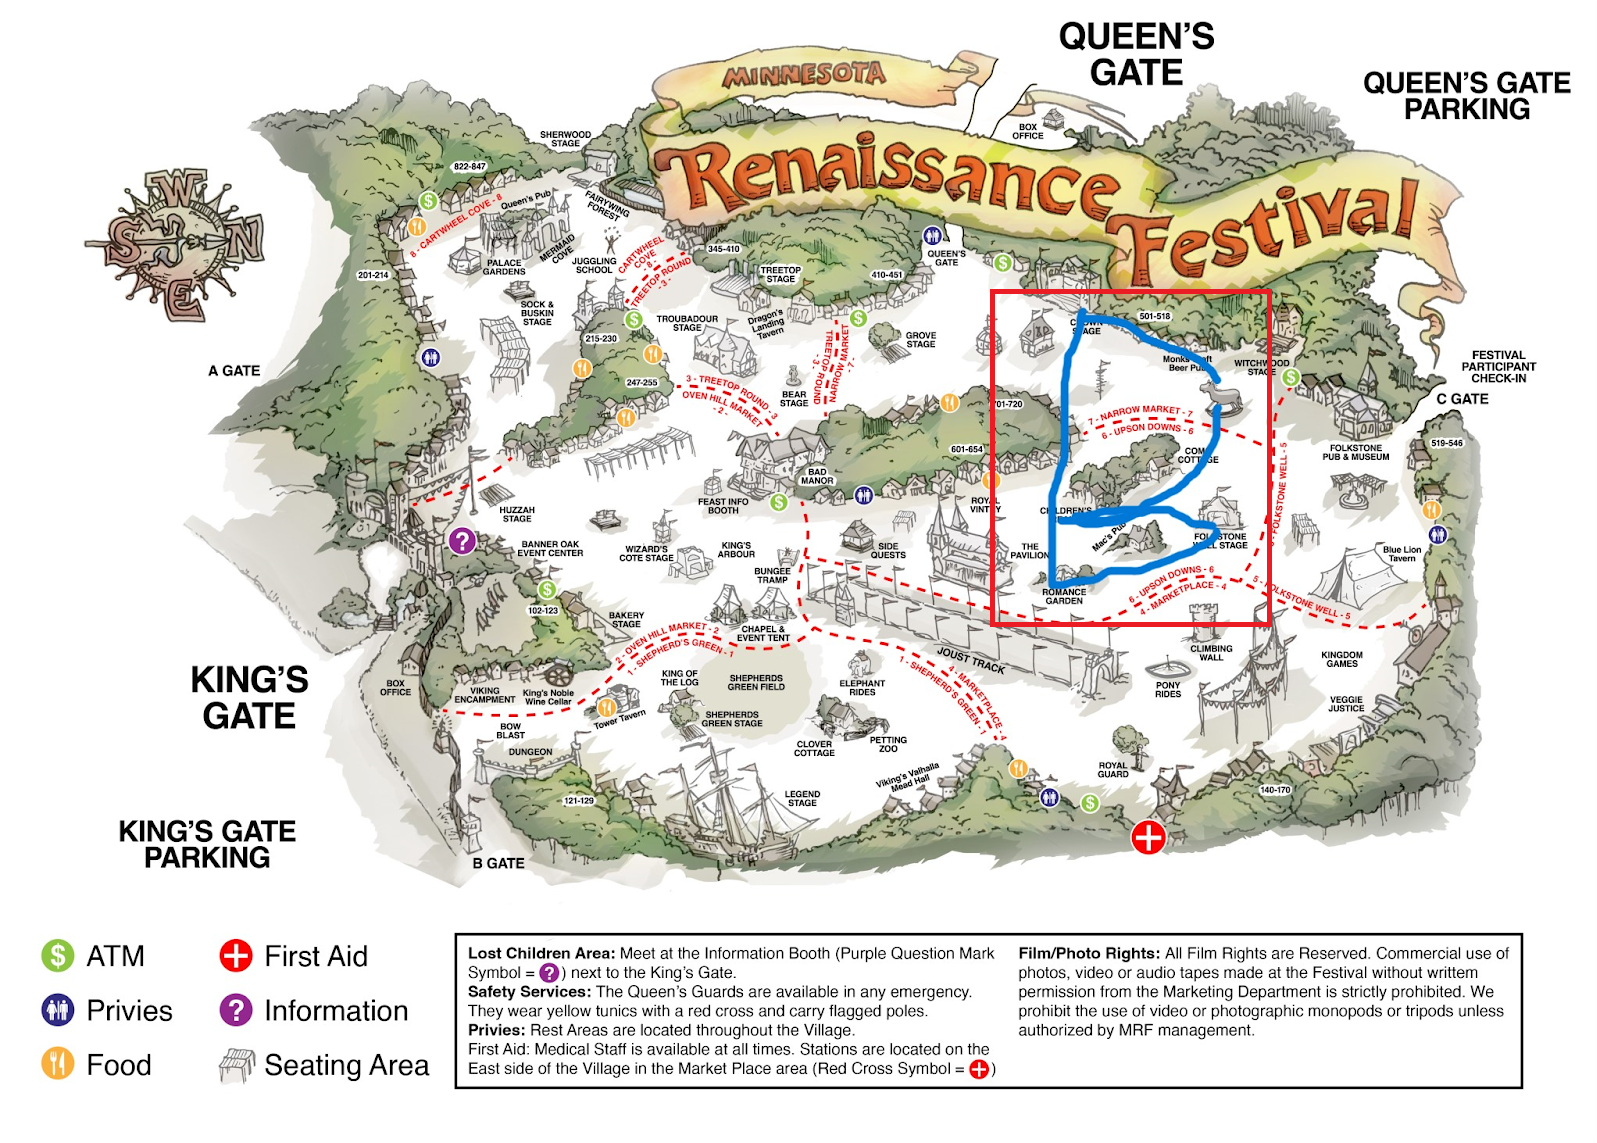 QUEEN'S
GATE
QUEEN'S GATE
PARKING
MINNESOTA
Renaissance
Festival
BOX
OFFICE
SHERWOOD
STAGE
822-847
W
S
N
E
8 - CARTWHEEL COVE - 8
Queen's Pub
FAIRYWING
FOREST
MERMAID
COVE
PALACE
GARDENS
JUGGLING
SCHOOL
CARTWHEEL
COVE
- 8 -
TREETOP ROUND
- 3 -
345-410
TREETOP
STAGE
410-451
QUEEN'S
GATE
201-214
SOCK &
BUSKIN
STAGE
215-230
TROUBADOUR
STAGE
Dragon's
Landing
Tavern
GROVE
STAGE
TREETOP ROUND
- 3 -
NARROW MARKET
- 7 -
STAGE
501-518
Beer Pub
WITCHWOOD
STAGE
FESTIVAL
PARTICIPANT
CHECK-IN
A GATE
C GATE
247-255
3 - TREETOP ROUND - 3
OVEN HILL MARKET
- 2 -
BEAR
STAGE
701-720
7 - NARROW MARKET - 7
6 - UPSON DOWNS - 6
519-546
FOLKSTONE
PUB & MUSEUM
601-654
BAD
MANOR
FEAST INFO
BOOTH
ROYAL
HUZZAH
STAGE
CHILDREN'S
5 - FOLKSTONE WELL - 5
BANNER OAK
EVENT CENTER
WIZARD'S
COTE STAGE
KING'S
ARBOUR
BUNGEE
TRAMP
SIDE
QUESTS
THE
PAVILION
Mac's Pub
STAGE
Blue Lion
Tavern
102-123
BAKERY
STAGE
CHAPEL &
EVENT TENT
ROMANCE
GARDEN
6 - UPSON DOWNS - 6
4 - MARKETPLACE - 4
5 - FOLKSTONE WELL - 5
2 - OVEN HILL MARKET - 2
1 - SHEPHERD'S GREEN - 1
JOUST TRACK
CLIMBING
WALL
KINGDOM
GAMES
KING'S
GATE
BOX
OFFICE
VIKING
ENCAMPMENT
King's Noble
Wine Cellar
KING OF
THE LOG
SHEPHERDS
GREEN FIELD
ELEPHANT
RIDES
4 - MARKETPLACE - 4
1 - SHEPHERD'S GREEN - 1
PONY
RIDES
VEGGIE
JUSTICE
Tower Tavern
SHEPHERDS
GREEN STAGE
BOW
BLAST
DUNGEON
CLOVER
COTTAGE
PETTING
ZOO
ROYAL
GUARD
Viking's Valhalla
Mead Hall
121-129
LEGEND
STAGE
140-170
KING'S GATE
PARKING
B GATE
ATM
First Aid
Privies
Information
Food
Seating Area
Lost Children Area: Meet at the Information Booth (Purple Question Mark
Symbol = ?) next to the King's Gate.
Safety Services: The Queen's Guards are available in any emergency.
They wear yellow tunics with a red cross and carry flagged poles.
Privies: Rest Areas are located throughout the Village.
First Aid: Medical Staff is available at all times. Stations are located on the
East side of the Village in the Market Place area (Red Cross Symbol = +)
Film/Photo Rights: All Film Rights are Reserved. Commercial use of
photos, video or audio tapes made at the Festival without writtem
permission from the Marketing Department is strictly prohibited. We
prohibit the use of video or photographic monopods or tripods unless
authorized by MRF management.